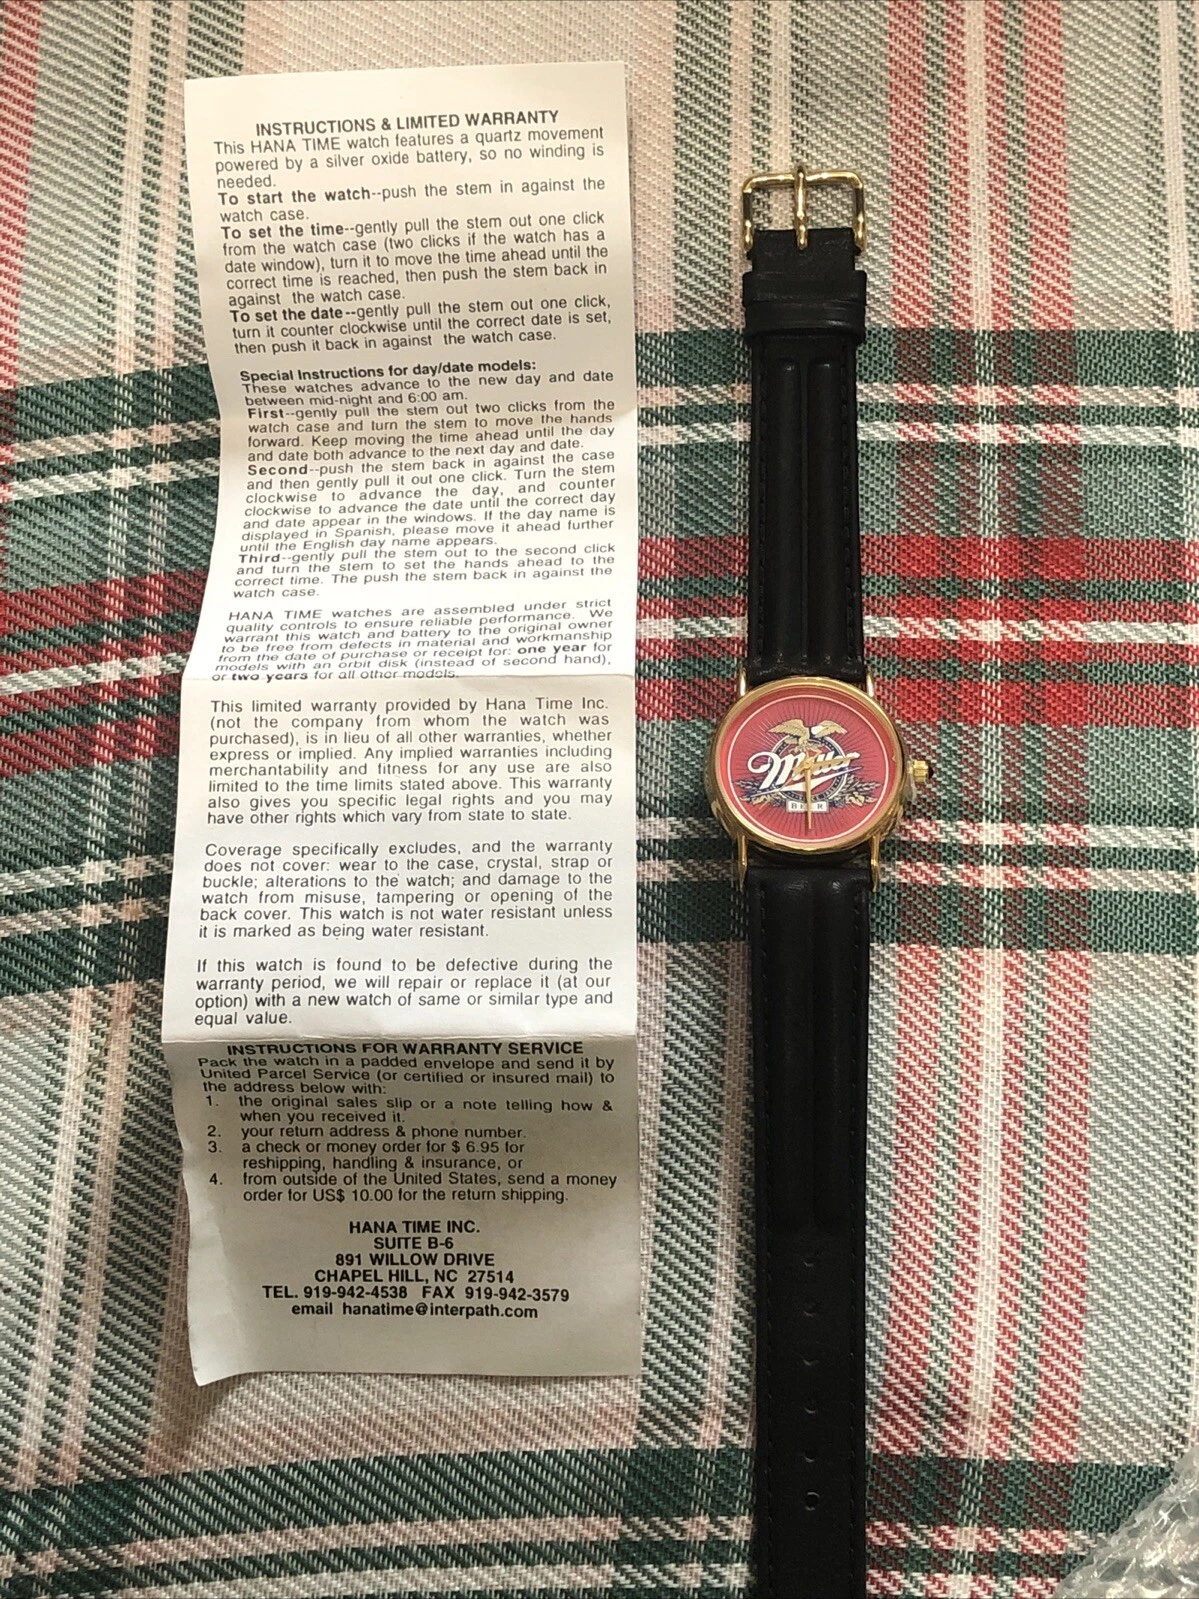 INSTRUCTIONS & LIMITED WARRANTY
This HANA TIME watch features a quartz movement
powered by a silver oxide battery, so no winding is
needed.
To start the watch--push the stem in against the
watch case.
To set the time--gently pull the stem out one click
from the watch case (two clicks if the watch has a
date window), turn it to move the time ahead until the
correct time is reached, then push the stem back in
against the watch case.
To set the date--gently pull the stem out one click,
turn it counter clockwise until the correct date is set,
then push it back in against the watch case.
Special Instructions for day/date models:
These watches advance to the new day and date
between mid-night and 6:00 am.
First--gently pull the stem out two clicks from the
watch case and turn the stem to move the hands
forward. Keep moving the time ahead until the day
and date both advance to the next day and date.
Second--push the stem back in against the case
and then gently pull it out one click. Turn the stem
clockwise to advance the day, and counter
clockwise to advance the date until the correct day
and date appear in the windows. If the day name is
displayed in Spanish, please move it ahead further
until the English day name appears.
Third--gently pull the stem out to the second click
and turn the stem to set the hands ahead to the
correct time. The push the stem back in against the
watch case.
HANA TIME watches are assembled under strict
quality controls to ensure reliable performance. We
warrant this watch and battery to the original owner
to be free from defects in material and workmanship
from the date of purchase or receipt for: one year for
models with an orbit disk (instead of second hand),
or two years for all other models.
This limited warranty provided by Hana Time Inc.
(not the company from whom the watch was
purchased), is in lieu of all other warranties, whether
express or implied. Any implied warranties including
merchantability and fitness for any use are also
limited to the time limits stated above. This warranty
also gives you specific legal rights and you may
have other rights which vary from state to state.
Coverage specifically excludes, and the warranty
does not cover: wear to the case, crystal, strap or
buckle; alterations to the watch; and damage to the
watch from misuse, tampering or opening of the
back cover. This watch is not water resistant unless
it is marked as being water resistant.
If this watch is found to be defective during the
warranty period, we will repair or replace it (at our
option) with a new watch of same or similar type and
equal value.
INSTRUCTIONS FOR WARRANTY SERVICE
Pack the watch in a padded envelope and send it by
United Parcel Service (or certified or insured mail) to
the address below with:
1. the original sales slip or a note telling how &
when you received it.
2. your return address & phone number.
3. a check or money order for $ 6.95 for
reshipping, handling & insurance, or
4. from outside of the United States, send a money
order for US$ 10.00 for the return shipping.
HANA TIME INC.
SUITE B-6
891 WILLOW DRIVE
CHAPEL HILL, NC 27514
TEL. 919-942-4538 FAX 919-942-3579
email hanatime@interpath.com
Miller
BEER